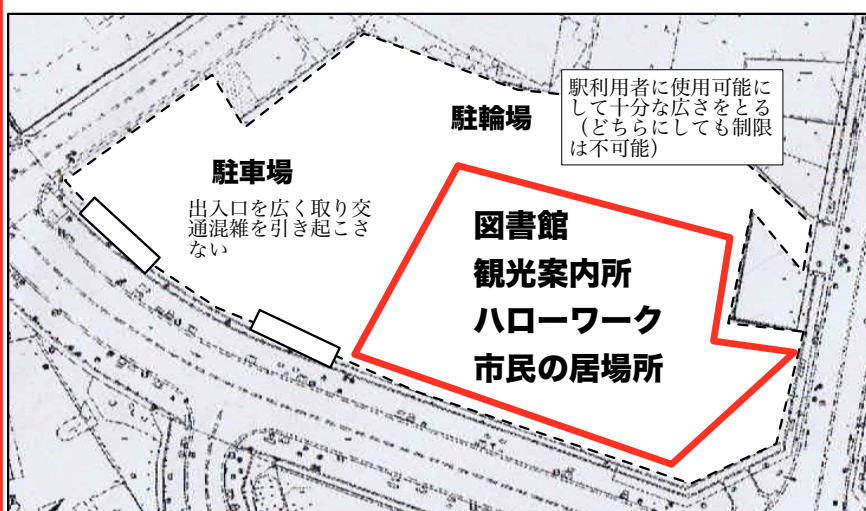 駅利用者に使用可能に
して十分な広さをとる
（どちらにしても制限
は不可能）
駐輪場
駐車場
出入口を広く取り交
通混雑を引き起こさ
ない
図書館
観光案内所
ハローワーク
市民の居場所